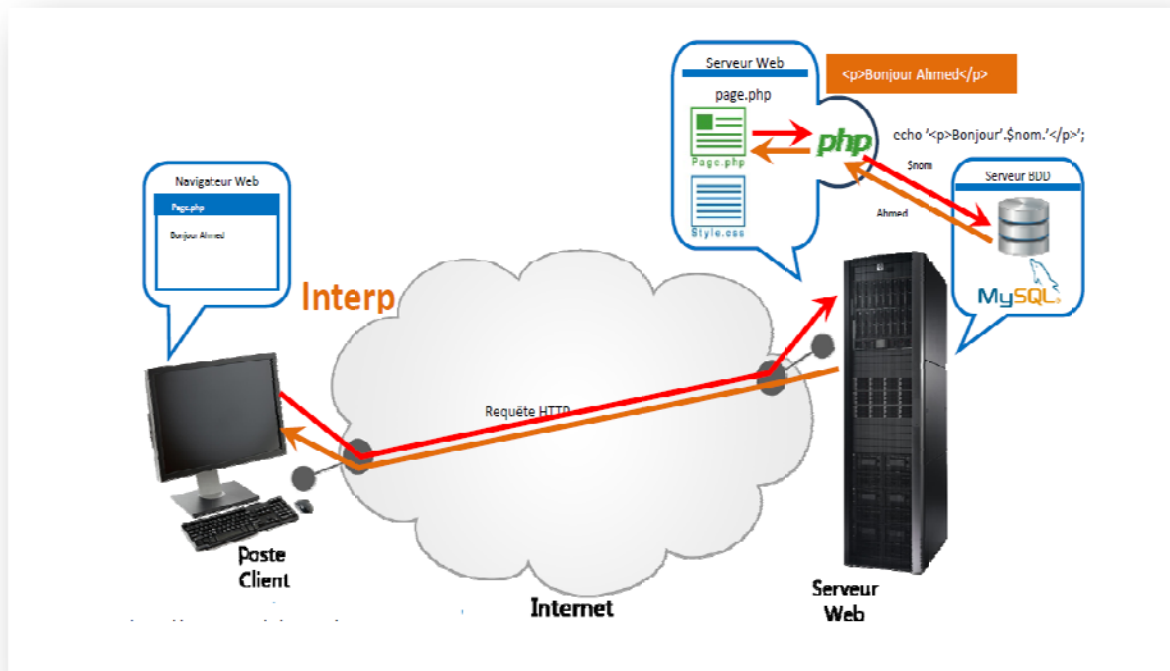 Serveur Web
page.php
Page.php
Style.css
php
<p>Bonjour Ahmed</p>
echo '<p>Bonjour'.$nom.'</p>';
$nom
Ahmed
Serveur BDD
MySQL
Navigateur Web
Page.php
Bonjour Ahmed
Interp
Requête HTTP
Poste
Client
Internet
Serveur
Web